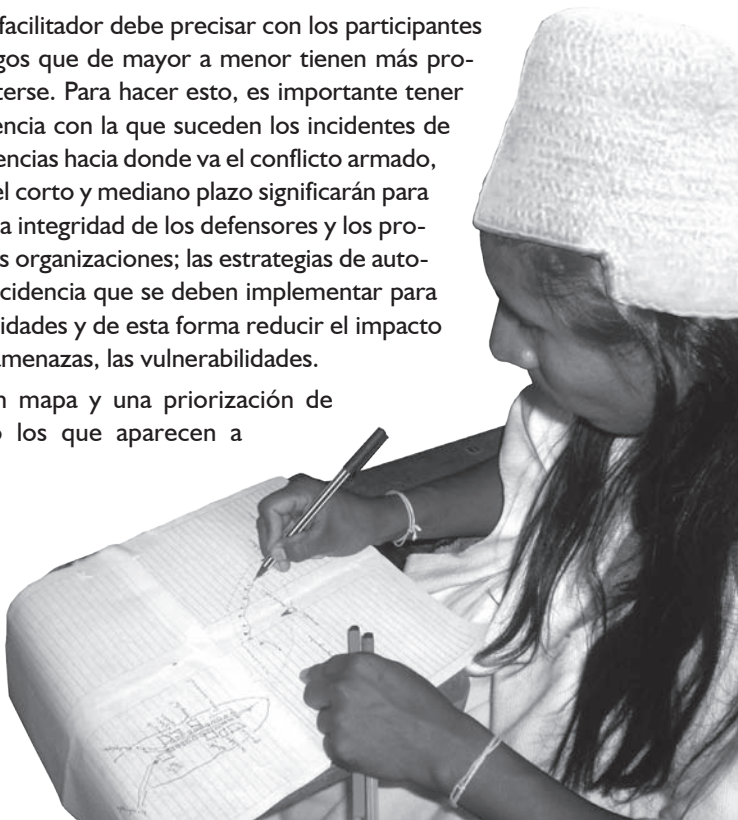 facilitador debe precisar con los participantes
gos que de mayor a menor tienen más pro-
terse. Para hacer esto, es importante tener
encia con la que suceden los incidentes de
encias hacia donde va el conflicto armado,
el corto y mediano plazo significarán para
a integridad de los defensores y los pro-
s organizaciones; las estrategias de auto-
cidencia que se deben implementar para
idades y de esta forma reducir el impacto
amenazas, las vulnerabilidades.
n mapa y una priorización de
o los que aparecen a